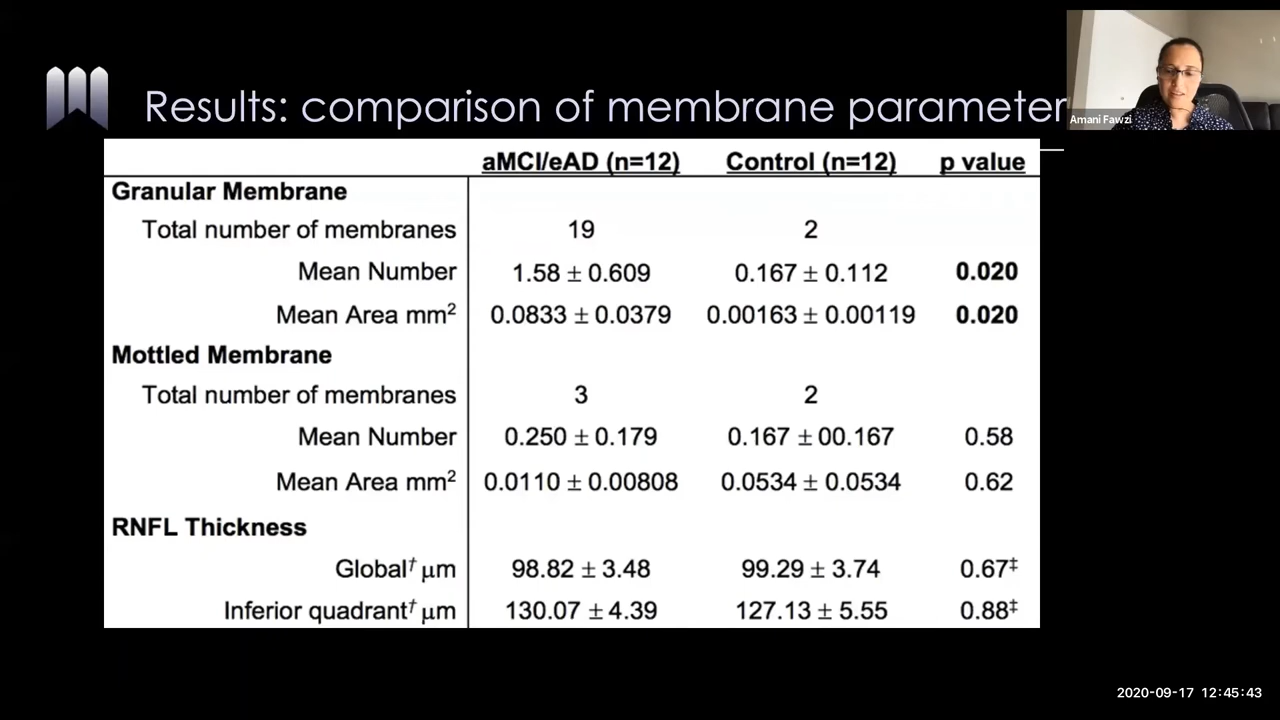 Results: comparison of membrane parameter
Amani Fawzi
aMCI/eAD (n=12) Control (n=12) p value
Granular Membrane
Total number of membranes 19 2
Mean Number 1.58 ± 0.609 0.167 ± 0.112 0.020
Mean Area mm² 0.0833 ± 0.0379 0.00163 ± 0.00119 0.020
Mottled Membrane
Total number of membranes 3 2
Mean Number 0.250 ± 0.179 0.167 ± 00.167 0.58
Mean Area mm² 0.0110 ± 0.00808 0.0534 ± 0.0534 0.62
RNFL Thickness
Global† μm 98.82 ± 3.48 99.29 ± 3.74 0.67‡
Inferior quadrant† μm 130.07 ± 4.39 127.13 ± 5.55 0.88‡
2020-09-17 12:45:43